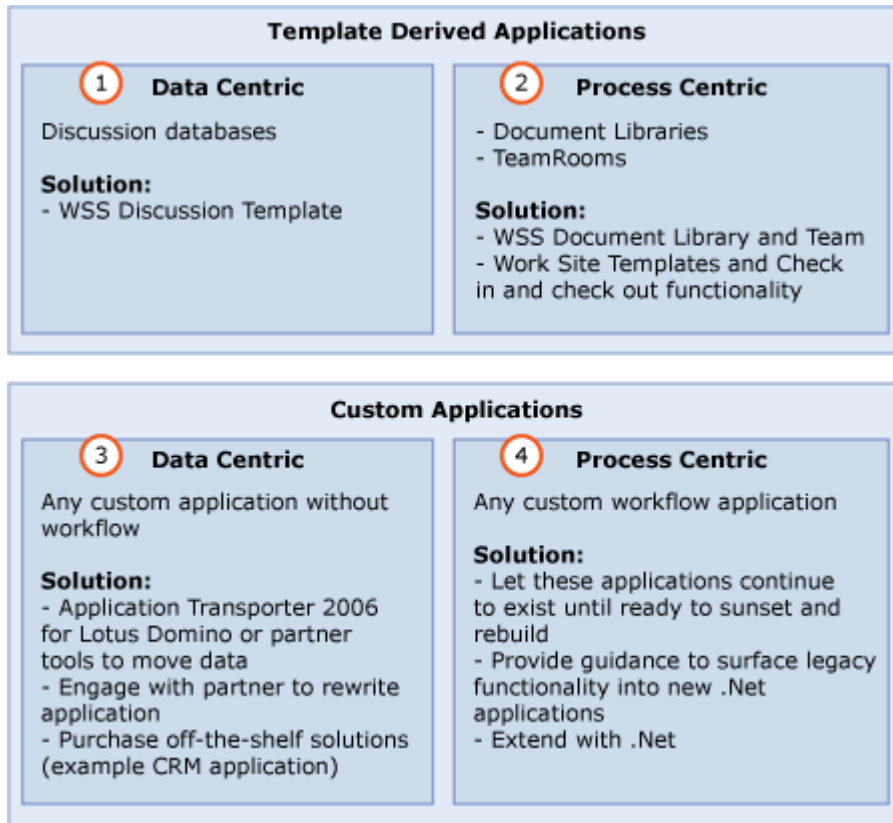 Template Derived Applications
1 Data Centric
Discussion databases
Solution:
- WSS Discussion Template
2 Process Centric
- Document Libraries
- TeamRooms
Solution:
- WSS Document Library and Team
- Work Site Templates and Check
in and check out functionality
Custom Applications
3 Data Centric
Any custom application without
workflow
Solution:
- Application Transporter 2006
for Lotus Domino or partner
tools to move data
- Engage with partner to rewrite
application
- Purchase off-the-shelf solutions
(example CRM application)
4 Process Centric
Any custom workflow application
Solution:
- Let these applications continue
to exist until ready to sunset and
rebuild
- Provide guidance to surface legacy
functionality into new .Net
applications
- Extend with .Net